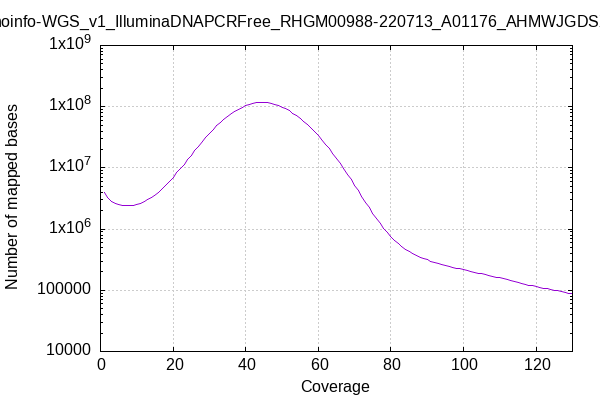 noinfo-WGS_v1_IlluminaDNAPCRFree_RHGM00988-220713_A01176_AHMWJGDS
1x10⁹
1x10⁸
1x10⁷
1x10⁶
100000
10000
Number of mapped bases
0 20 40 60 80 100 120
Coverage